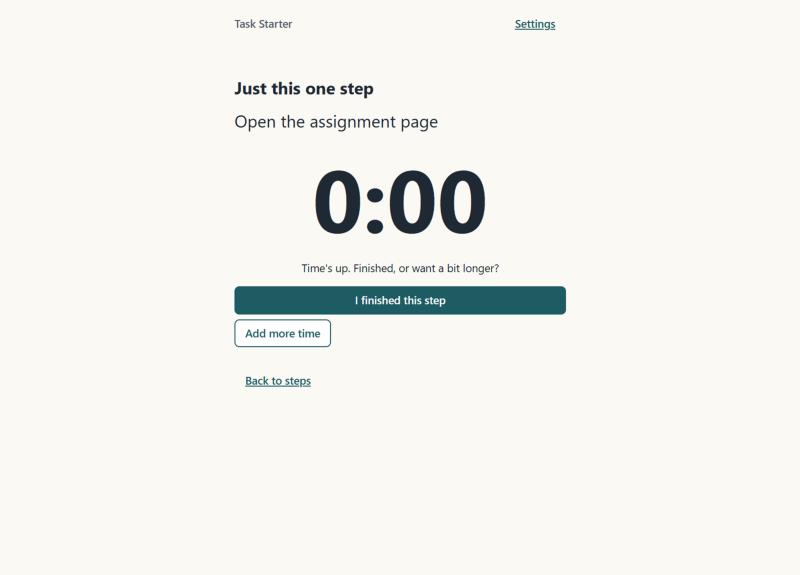 Task Starter
Settings
Just this one step
Open the assignment page
0:00
Time's up. Finished, or want a bit longer?
I finished this step
Add more time
Back to steps